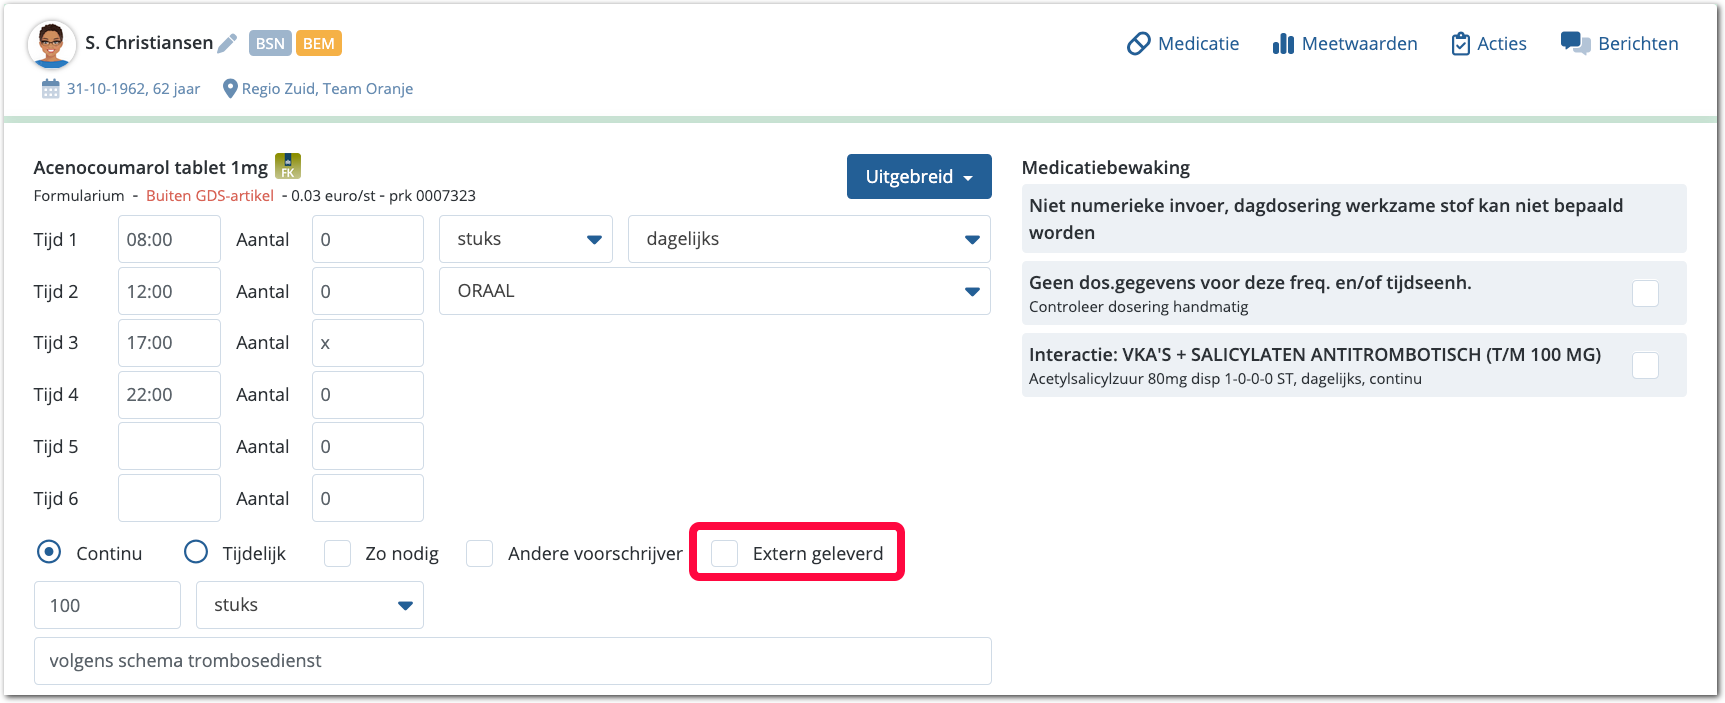 S. Christiansen BSN BEM
Medicatie Meetwaarden Acties Berichten
31-10-1962, 62 jaar Regio Zuid, Team Oranje
Acenocoumarol tablet 1mg FK
Formularium - Buiten GDS-artikel - 0.03 euro/st - prk 0007323
Uitgebreid
Tijd 1 08:00 Aantal 0 stuks dagelijks
Tijd 2 12:00 Aantal 0 ORAAL
Tijd 3 17:00 Aantal x
Tijd 4 22:00 Aantal 0
Tijd 5 Aantal 0
Tijd 6 Aantal 0
Continu Tijdelijk Zo nodig Andere voorschrijver Extern geleverd
100 stuks
volgens schema trombosedienst
Medicatiebewaking
Niet numerieke invoer, dagdosering werkzame stof kan niet bepaald
worden
Geen dos.gegevens voor deze freq. en/of tijdseenh.
Controleer dosering handmatig
Interactie: VKA'S + SALICYLATEN ANTITROMBOTISCH (T/M 100 MG)
Acetylsalicylzuur 80mg disp 1-0-0-0 ST, dagelijks, continu